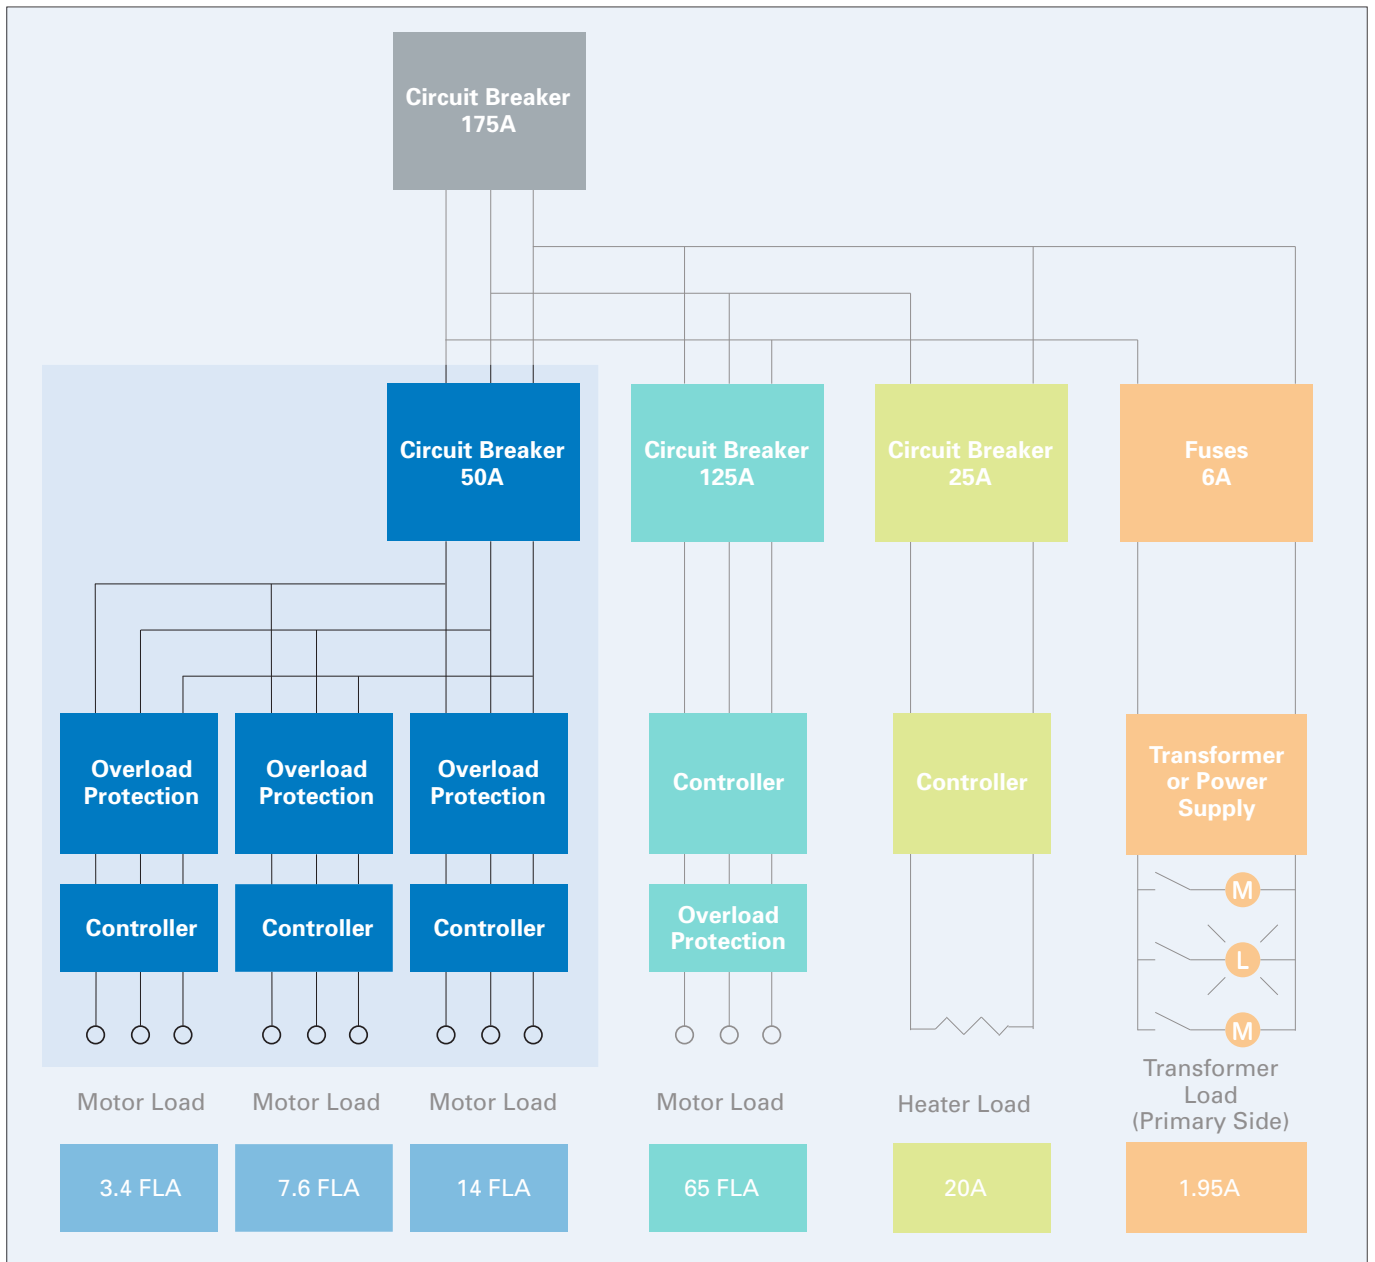 Circuit Breaker
175A
Circuit Breaker
50A
Circuit Breaker
125A
Circuit Breaker
25A
Fuses
6A
Overload
Protection
Overload
Protection
Overload
Protection
Controller
Controller
Transformer
or Power
Supply
Controller
Controller
Controller
Overload
Protection
M
L
M
Motor Load
Motor Load
Motor Load
Motor Load
Heater Load
Transformer
Load
(Primary Side)
3.4 FLA
7.6 FLA
14 FLA
65 FLA
20A
1.95A